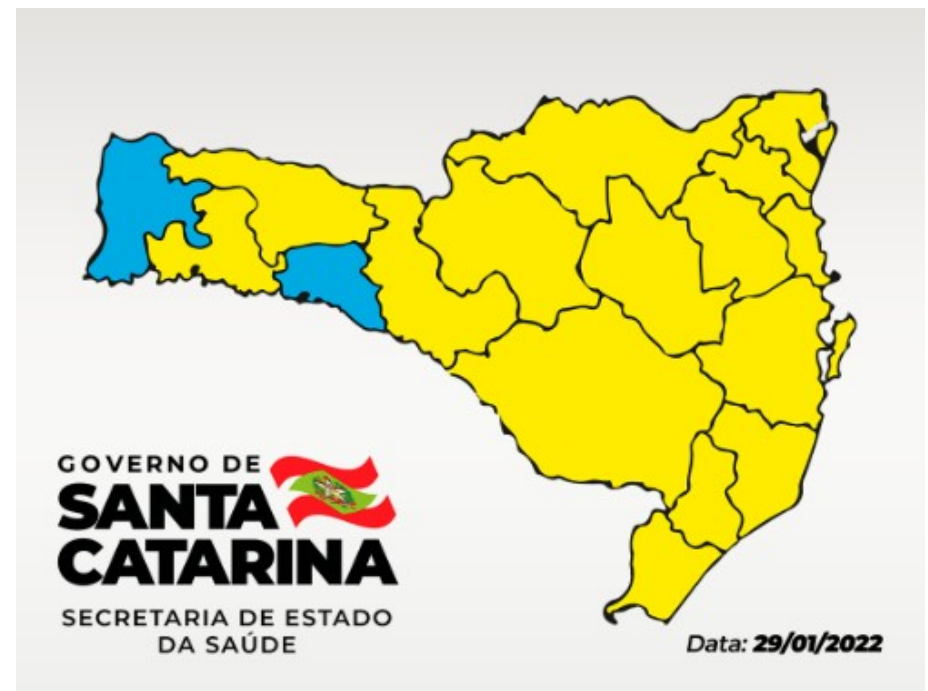 GOVERNO DE
SANTA
CATARINA
SECRETARIA DE ESTADO
DA SAÚDE
Data: 29/01/2022